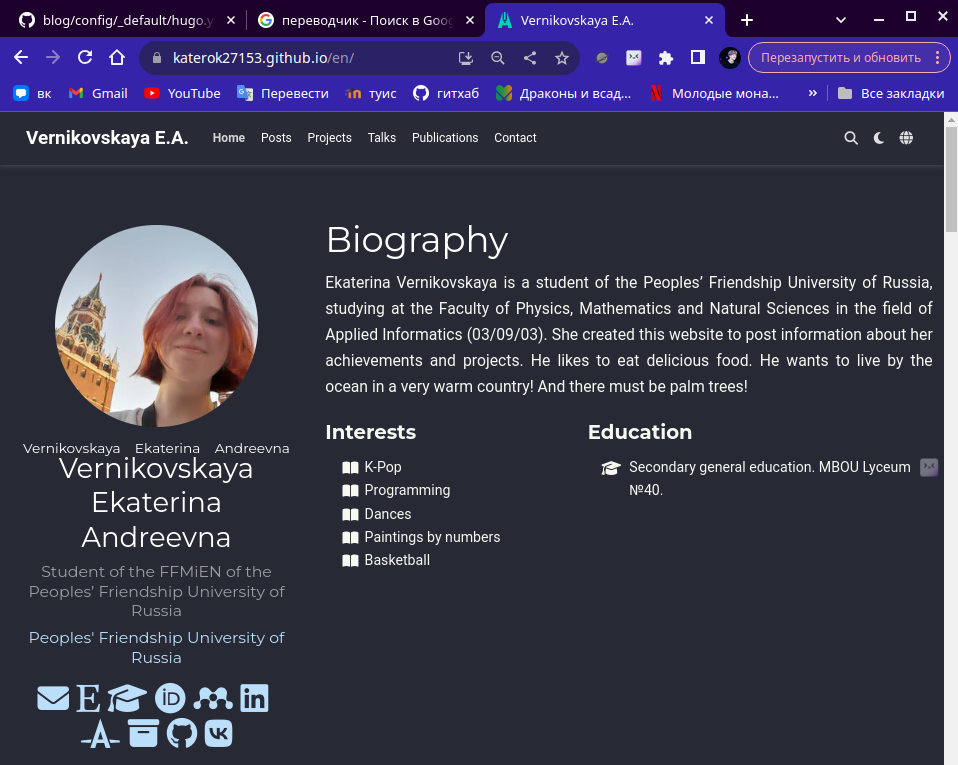 blog/config/_default/hugo.y
переводчик - Поиск в Goo
Vernikovskaya E.A.
katerok27153.github.io/en/
Перезапустить и обновить
вк
Gmail
YouTube
Перевести
туис
гитхаб
Драконы и всад...
Молодые мона...
»
Все закладки
Vernikovskaya E.A.
Home
Posts
Projects
Talks
Publications
Contact
Biography
Ekaterina Vernikovskaya is a student of the Peoples’ Friendship University of Russia,
studying at the Faculty of Physics, Mathematics and Natural Sciences in the field of
Applied Informatics (03/09/03). She created this website to post information about her
achievements and projects. He likes to eat delicious food. He wants to live by the
ocean in a very warm country! And there must be palm trees!
Vernikovskaya Ekaterina Andreevna
Vernikovskaya
Ekaterina
Andreevna
Student of the FFMiEN of the
Peoples’ Friendship University of
Russia
Peoples' Friendship University of
Russia
Interests
K-Pop
Programming
Dances
Paintings by numbers
Basketball
Education
Secondary general education. MBOU Lyceum
№40.